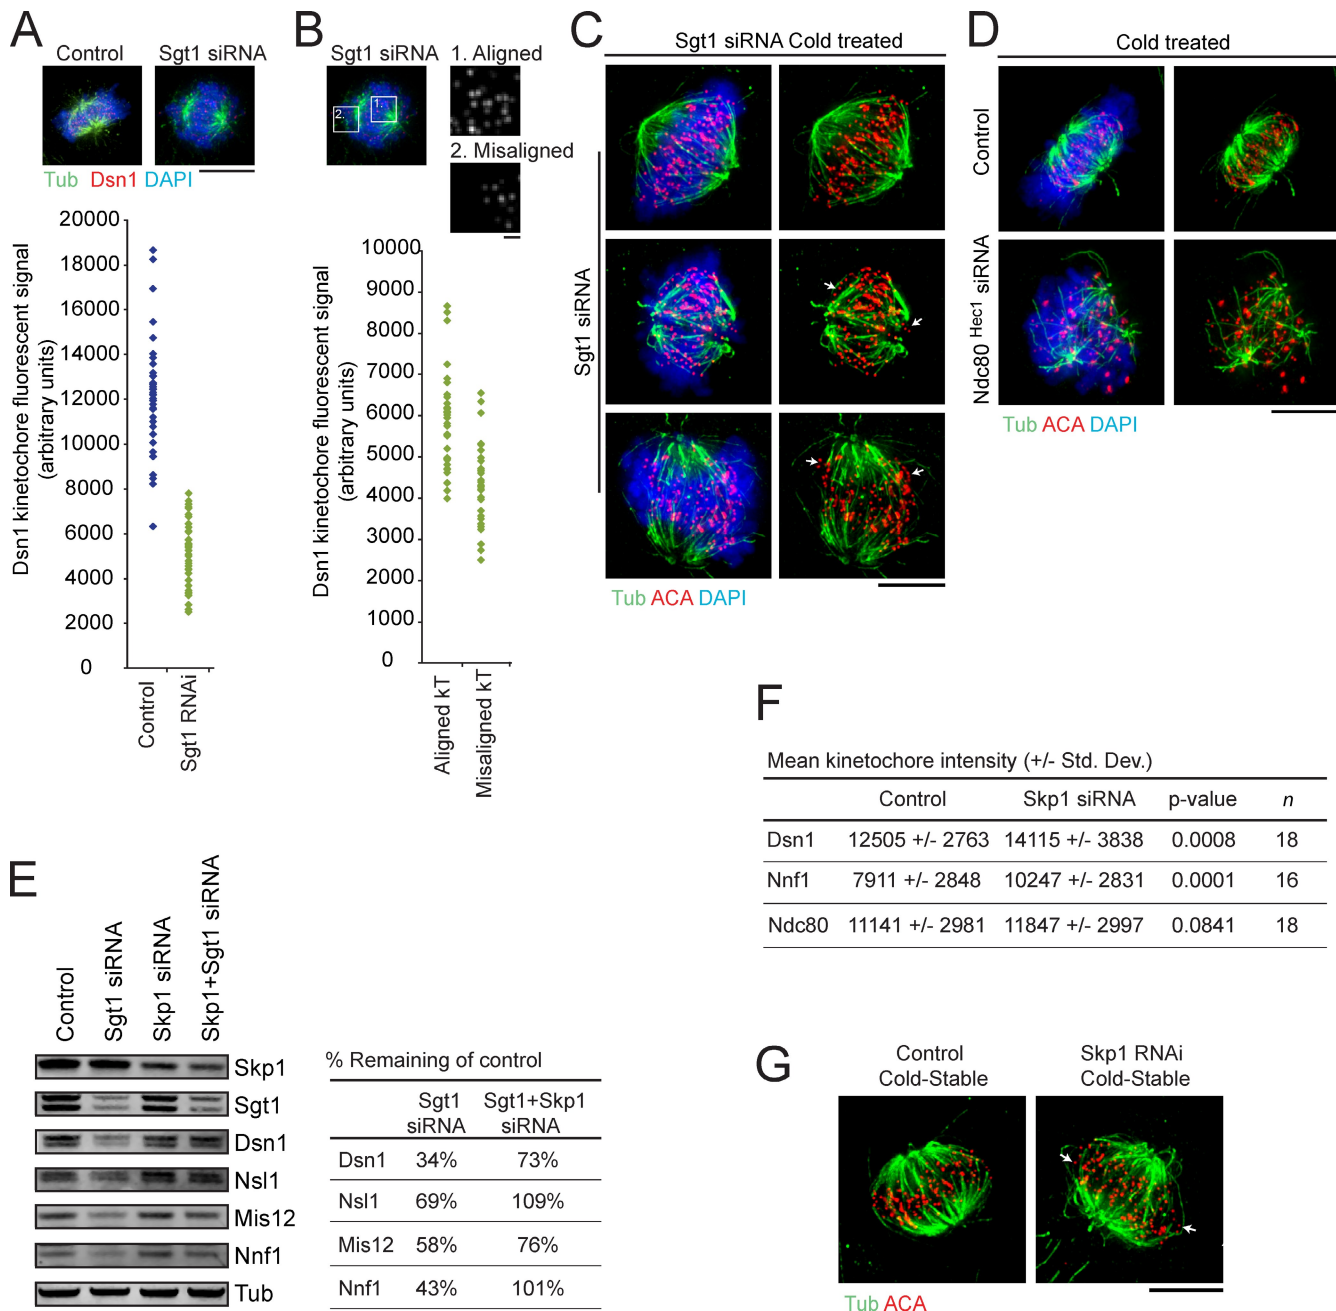 A
Control
Sgt1 siRNA
Tub Dsn1 DAPI
Dsn1 kinetochore fluorescent signal
(arbitrary units)
20000
18000
16000
14000
12000
10000
8000
6000
4000
2000
0
Control
Sgt1 RNAi
B
Sgt1 siRNA
1.
2.
1. Aligned
2. Misaligned
Dsn1 kinetochore fluorescent signal
(arbitrary units)
10000
9000
8000
7000
6000
5000
4000
3000
2000
1000
0
Aligned kT
Misaligned kT
C
Sgt1 siRNA Cold treated
Sgt1 siRNA
Tub ACA DAPI
D
Cold treated
Control
Ndc80 Hec1 siRNA
Tub ACA DAPI
E
Control
Sgt1 siRNA
Skp1 siRNA
Skp1+Sgt1 siRNA
Skp1
Sgt1
Dsn1
Nsl1
Mis12
Nnf1
Tub
% Remaining of control
Sgt1 siRNA
Sgt1+Skp1 siRNA
Dsn1 34% 73%
Nsl1 69% 109%
Mis12 58% 76%
Nnf1 43% 101%
F
Mean kinetochore intensity (+/- Std. Dev.)
Control Skp1 siRNA p-value n
Dsn1 12505 +/- 2763 14115 +/- 3838 0.0008 18
Nnf1 7911 +/- 2848 10247 +/- 2831 0.0001 16
Ndc80 11141 +/- 2981 11847 +/- 2997 0.0841 18
G
Control
Cold-Stable
Skp1 RNAi
Cold-Stable
Tub ACA